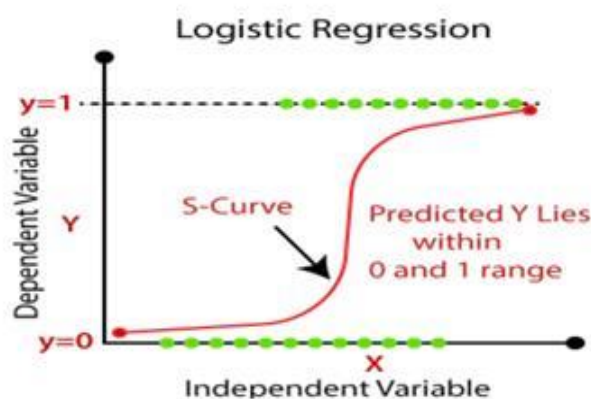 Logistic Regression
y=1
Dependent Variable
Y
S-Curve
Predicted Y Lies
within
0 and 1 range
y=0
X
Independent Variable